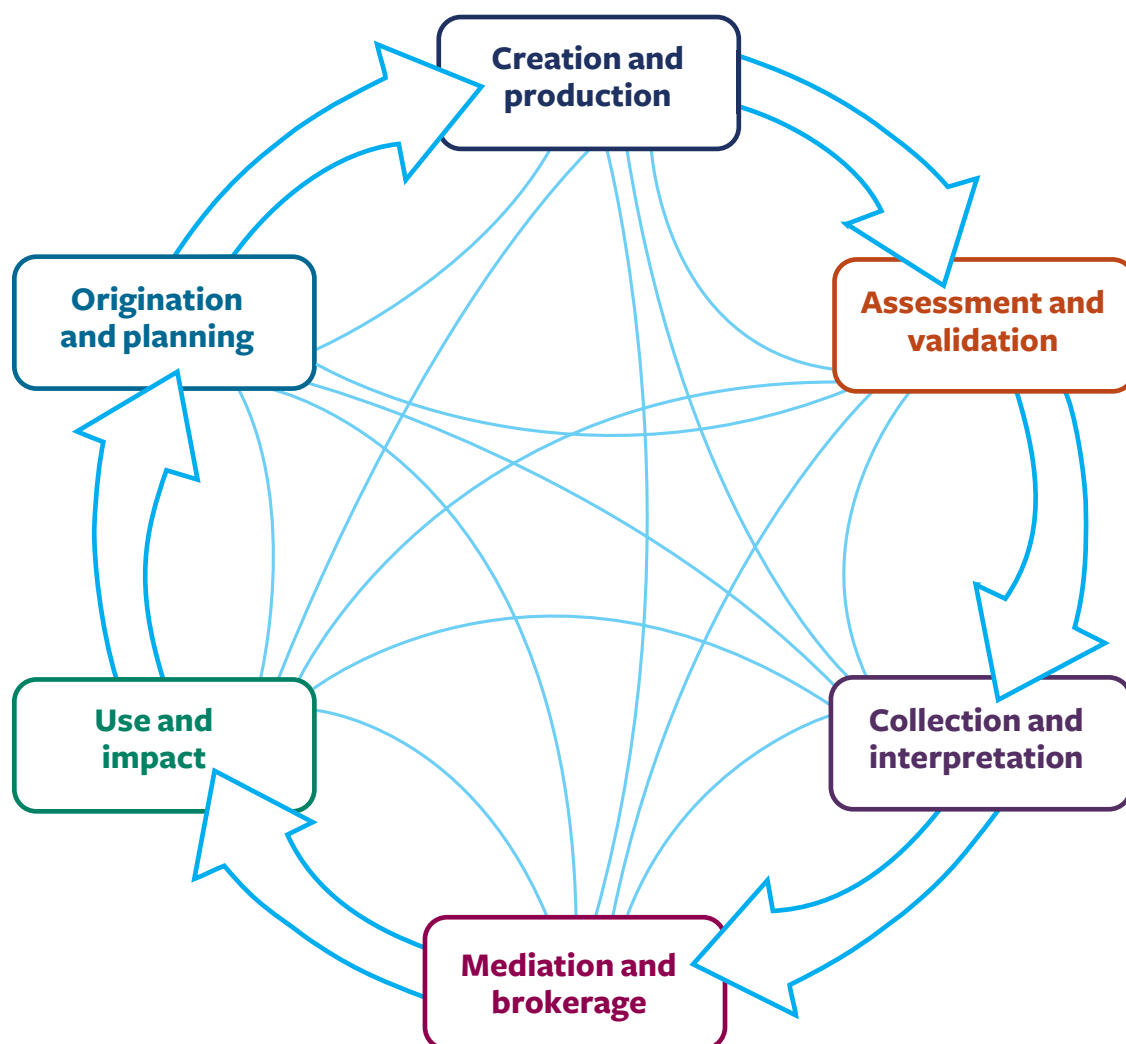 Creation and
production
Assessment and
validation
Collection and
interpretation
Mediation and
brokerage
Use and
impact
Origination
and planning